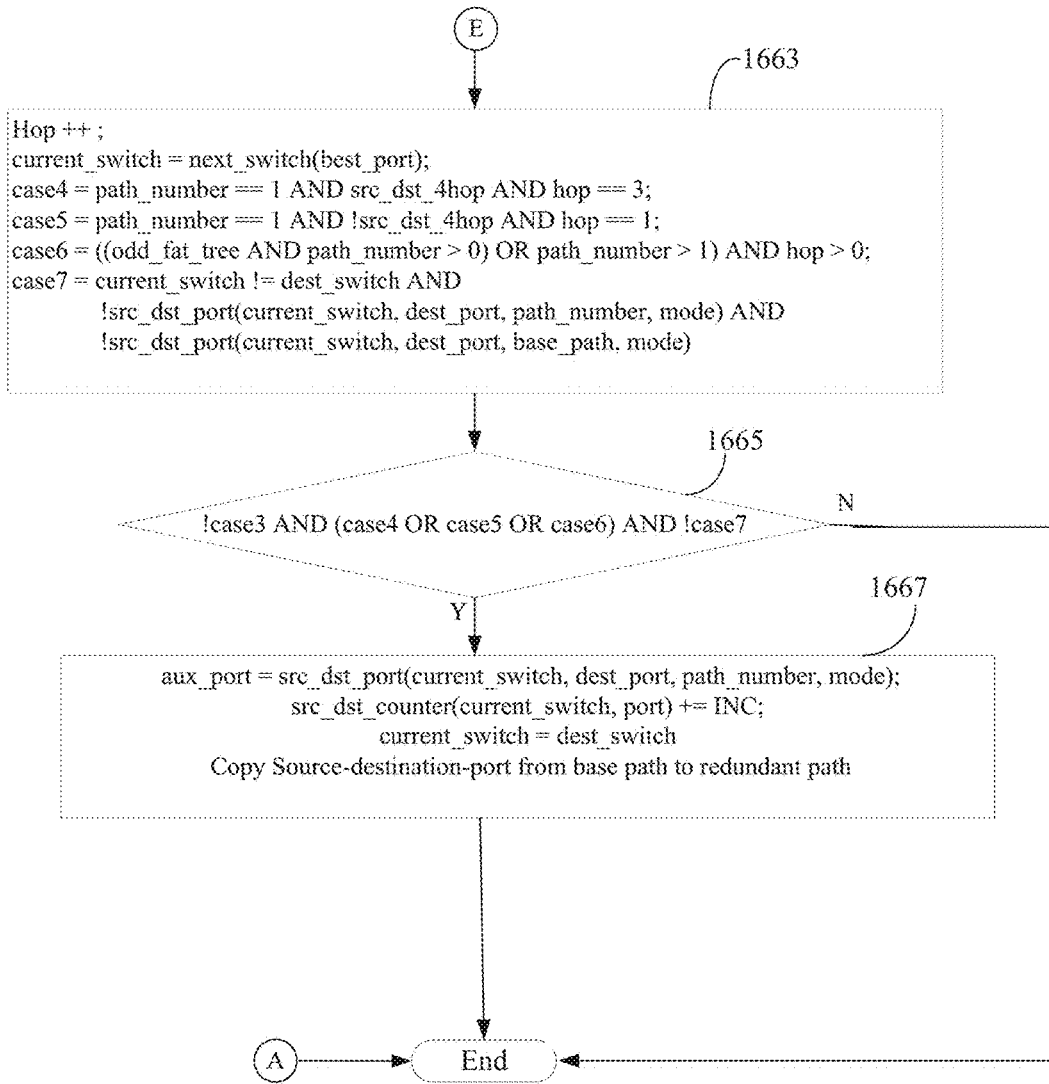 E
1663
Hop ++ ;
current_switch = next_switch(best_port);
case4 = path_number == 1 AND src_dst_4hop AND hop == 3;
case5 = path_number == 1 AND !src_dst_4hop AND hop == 1;
case6 = ((odd_fat_tree AND path_number > 0) OR path_number > 1) AND hop > 0;
case7 = current_switch != dest_switch AND
!src_dst_port(current_switch, dest_port, path_number, mode) AND
!src_dst_port(current_switch, dest_port, base_path, mode)
1665
!case3 AND (case4 OR case5 OR case6) AND !case7
N
Y
1667
aux_port = src_dst_port(current_switch, dest_port, path_number, mode);
src_dst_counter(current_switch, port) += INC;
current_switch = dest_switch
Copy Source-destination-port from base path to redundant path
A
End